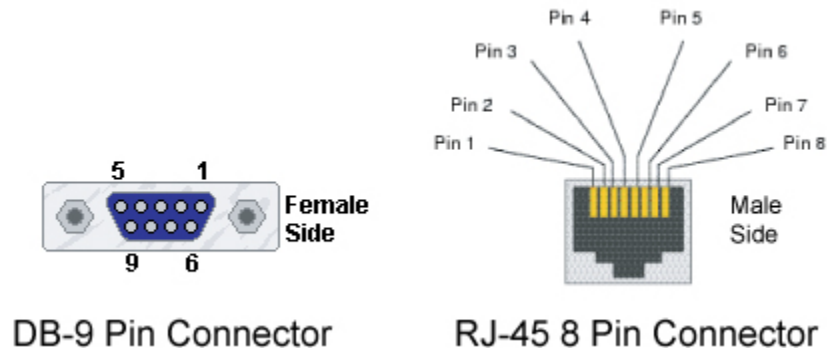 5 1
Female
Side
9 6
DB-9 Pin Connector
Pin 4 Pin 5
Pin 3 Pin 6
Pin 2 Pin 7
Pin 1 Pin 8
Male
Side
RJ-45 8 Pin Connector